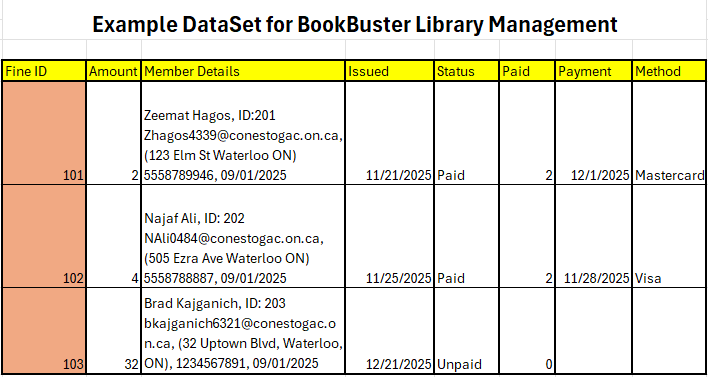 Example DataSet for BookBuster Library Management
Fine ID Amount Member Details Issued Status Paid Payment Method
Zeemat Hagos, ID:201
Zhagos4339@conestogac.on.ca,
(123 Elm St Waterloo ON)
101 2 5558789946, 09/01/2025 11/21/2025 Paid 2 12/1/2025 Mastercard
Najaf Ali, ID: 202
NAli0484@conestogac.on.ca,
(505 Ezra Ave Waterloo ON)
102 4 5558788887, 09/01/2025 11/25/2025 Paid 2 11/28/2025 Visa
Brad Kajganich, ID: 203
bkajganich6321@conestogac.o
n.ca, (32 Uptown Blvd, Waterloo,
103 32 ON), 1234567891, 09/01/2025 12/21/2025 Unpaid 0